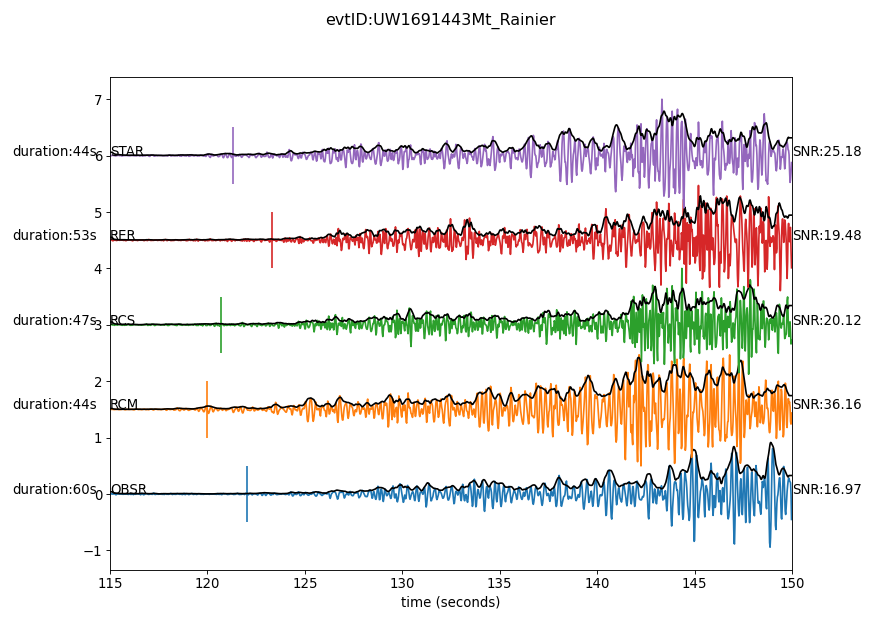 evtID:UW1691443Mt_Rainier
7
duration:44s 6 STAR SNR:25.18
5
duration:53s RER SNR:19.48
4
duration:47s 3 RCS SNR:20.12
2
duration:44s RCM SNR:36.16
1
duration:60s 0 OBSR SNR:16.97
−1
115 120 125 130 135 140 145 150
time (seconds)